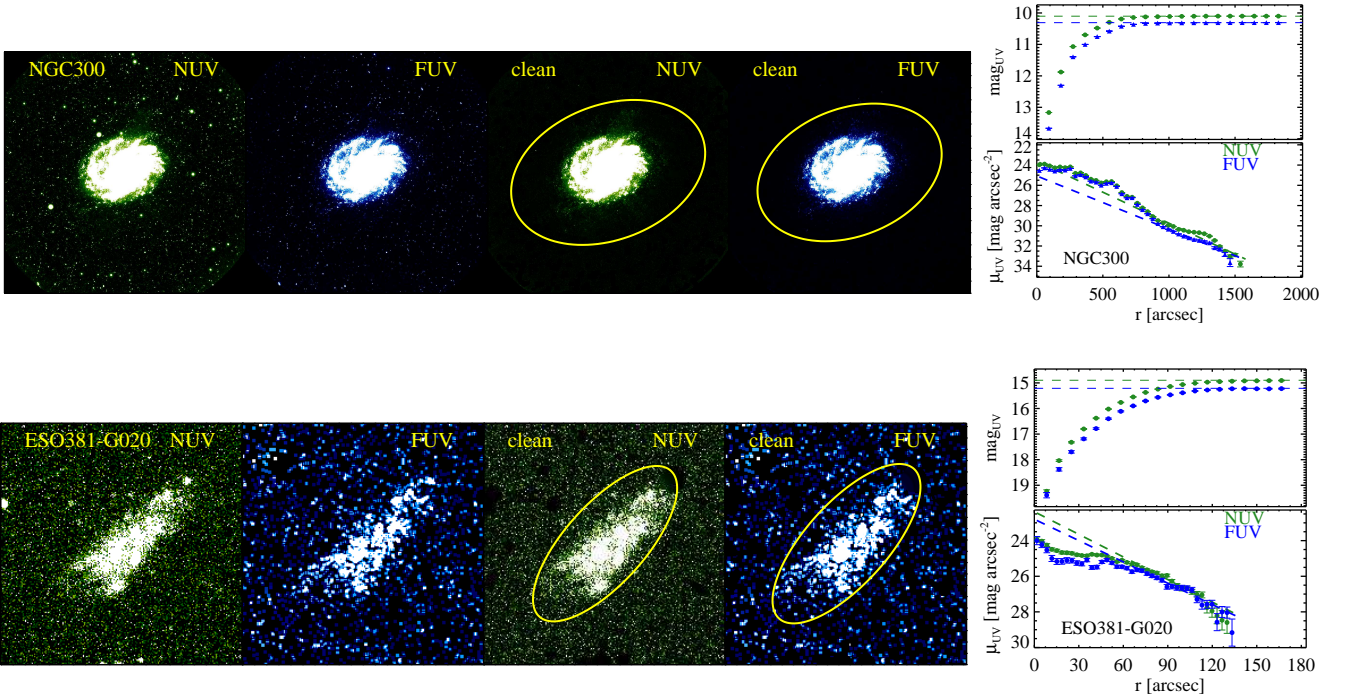 NGC300 NUV
FUV
clean NUV
clean FUV
10
11
12
13
14
mag_UV
22
24
26
28
30
32
34
μ_UV [mag arcsec⁻²]
NUV
FUV
NGC300
0 500 1000 1500 2000
r [arcsec]
ESO381-G020 NUV
FUV
clean NUV
clean FUV
15
16
17
18
19
mag_UV
24
26
28
30
μ_UV [mag arcsec⁻²]
NUV
FUV
ESO381-G020
0 30 60 90 120 150 180
r [arcsec]